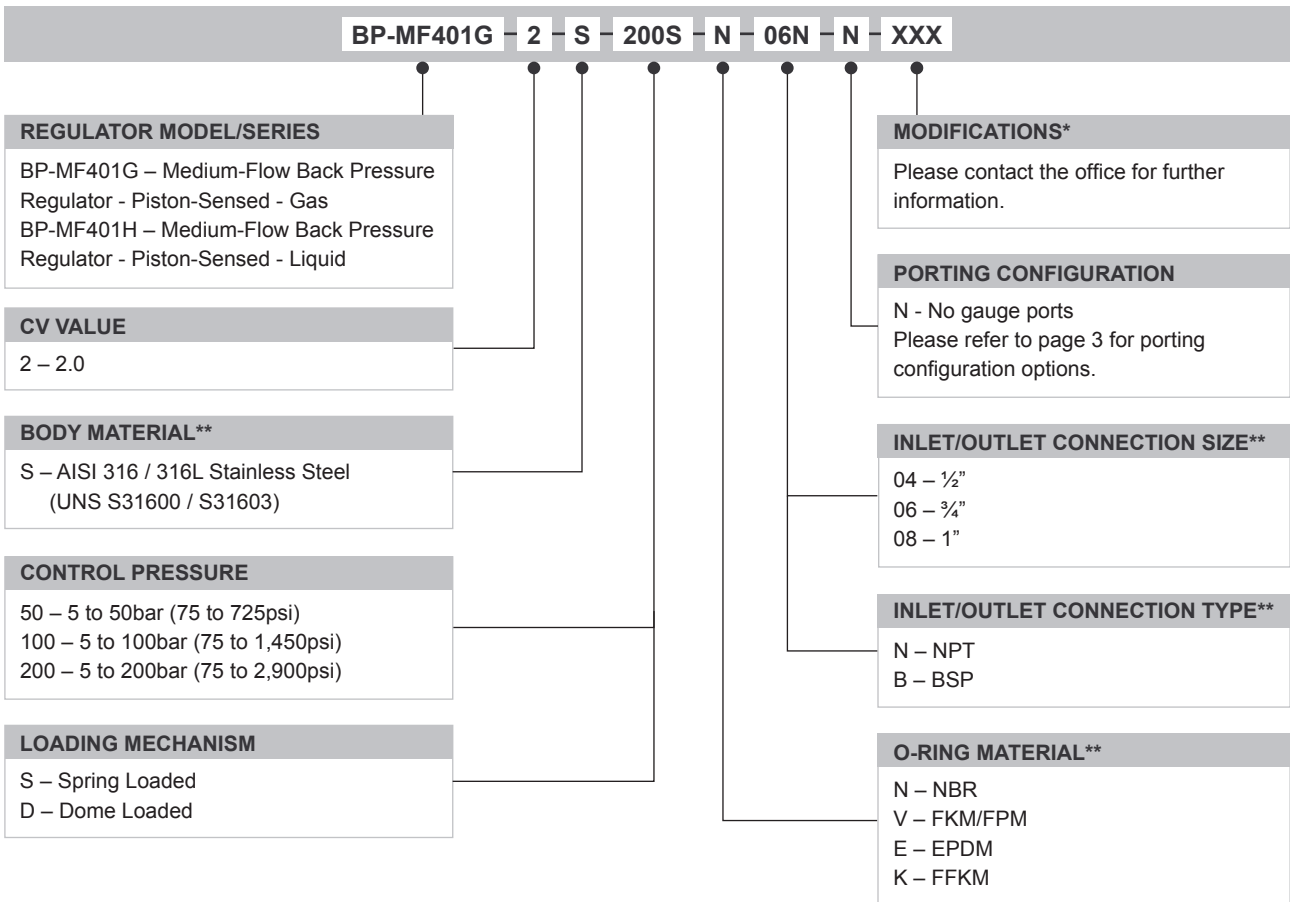 BP-MF401G - 2 - S - 200S - N - 06N - N - XXX
REGULATOR MODEL/SERIES
BP-MF401G – Medium-Flow Back Pressure
Regulator - Piston-Sensed - Gas
BP-MF401H – Medium-Flow Back Pressure
Regulator - Piston-Sensed - Liquid
CV VALUE
2 – 2.0
BODY MATERIAL**
S – AISI 316 / 316L Stainless Steel
(UNS S31600 / S31603)
CONTROL PRESSURE
50 – 5 to 50bar (75 to 725psi)
100 – 5 to 100bar (75 to 1,450psi)
200 – 5 to 200bar (75 to 2,900psi)
LOADING MECHANISM
S – Spring Loaded
D – Dome Loaded
MODIFICATIONS*
Please contact the office for further
information.
PORTING CONFIGURATION
N - No gauge ports
Please refer to page 3 for porting
configuration options.
INLET/OUTLET CONNECTION SIZE**
04 – ½”
06 – ¾”
08 – 1”
INLET/OUTLET CONNECTION TYPE**
N – NPT
B – BSP
O-RING MATERIAL**
N – NBR
V – FKM/FPM
E – EPDM
K – FFKM